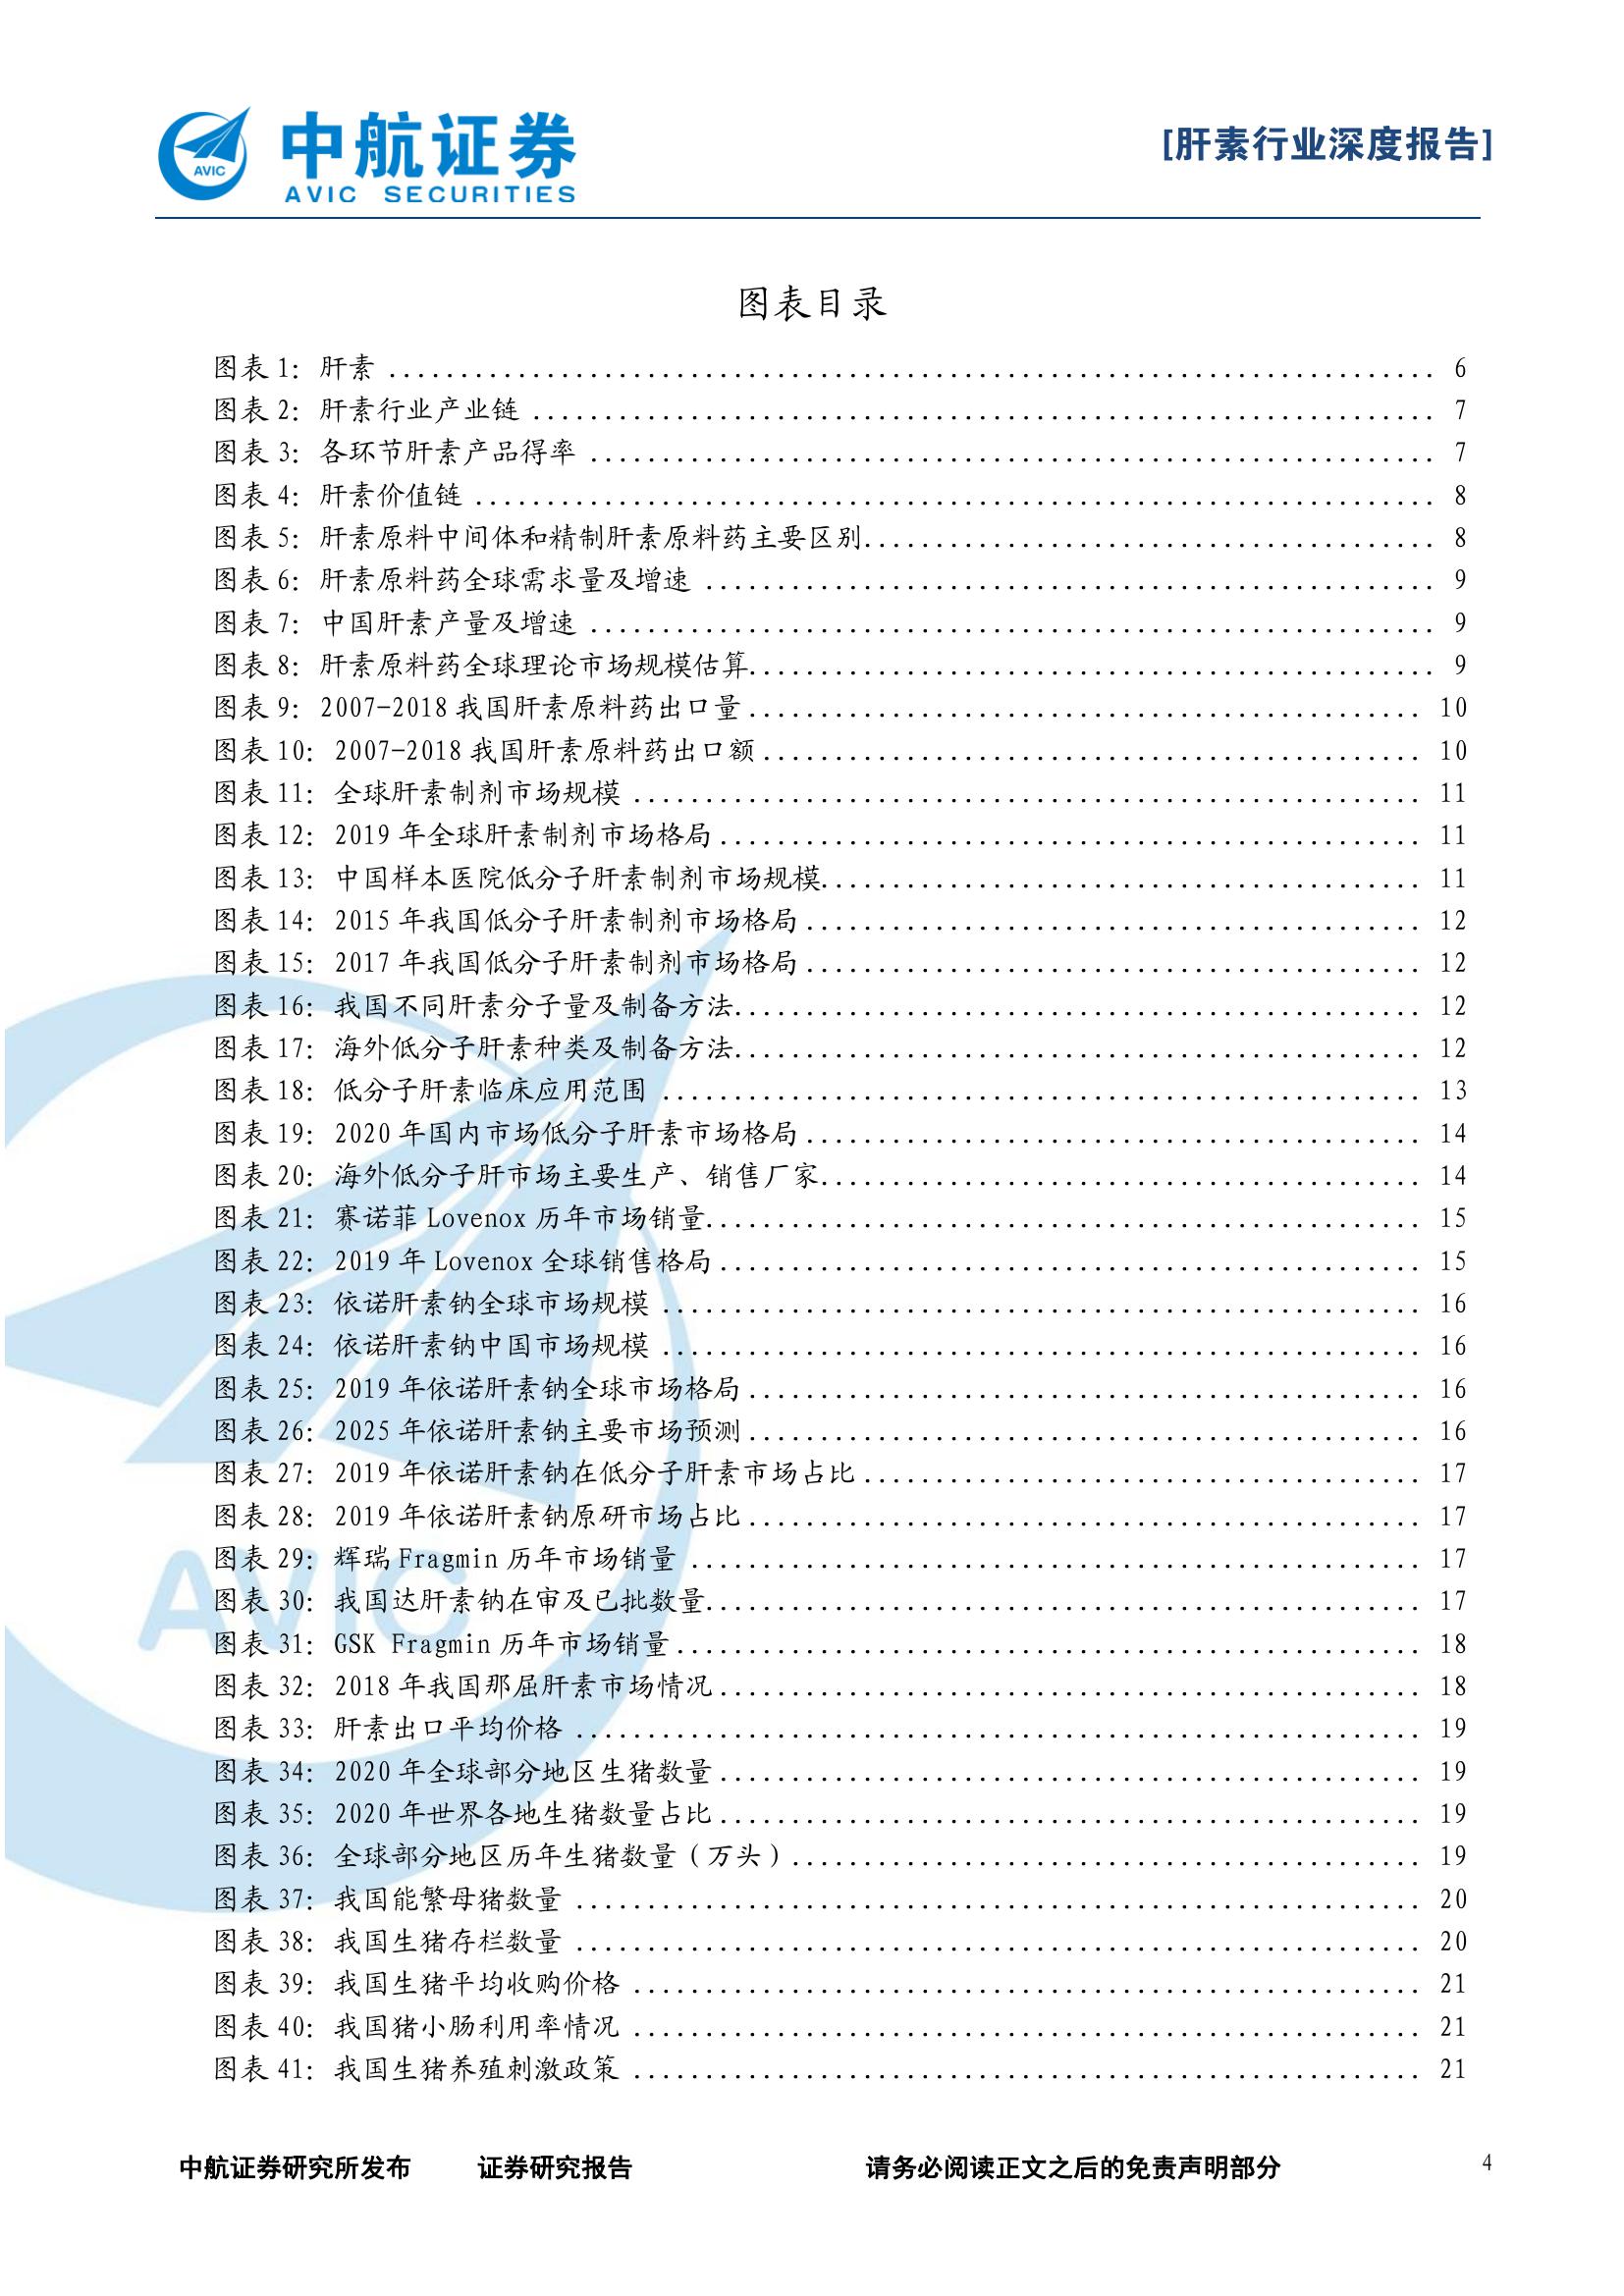 中航证券
AVIC SECURITIES
AVIC
[肝素行业深度报告]
图表目录
图表 1: 肝素 ........................................................................ 6
图表 2: 肝素行业产业链 ............................................................... 7
图表 3: 各环节肝素产品得率 ........................................................... 7
图表 4: 肝素价值链 ................................................................... 8
图表 5: 肝素原料中间体和精制肝素原料药主要区别........................................ 8
图表 6: 肝素原料药全球需求量及增速 ................................................... 9
图表 7: 中国肝素产量及增速 ........................................................... 9
图表 8: 肝素原料药全球理论市场规模估算................................................ 9
图表 9: 2007-2018 我国肝素原料药出口量 ............................................... 10
图表 10: 2007-2018 我国肝素原料药出口额 .............................................. 10
图表 11: 全球肝素制剂市场规模 ....................................................... 11
图表 12: 2019 年全球肝素制剂市场格局 ................................................. 11
图表 13: 中国样本医院低分子肝素制剂市场规模.......................................... 11
图表 14: 2015 年我国低分子肝素制剂市场格局 ........................................... 12
图表 15: 2017 年我国低分子肝素制剂市场格局 ........................................... 12
图表 16: 我国不同肝素分子量及制备方法................................................ 12
图表 17: 海外低分子肝素种类及制备方法................................................ 12
图表 18: 低分子肝素临床应用范围 ..................................................... 13
图表 19: 2020 年国内市场低分子肝素市场格局 ........................................... 14
图表 20: 海外低分子肝市场主要生产、销售厂家.......................................... 14
图表 21: 赛诺菲 Lovenox 历年市场销量.................................................. 15
图表 22: 2019 年 Lovenox 全球销售格局 ................................................. 15
图表 23: 依诺肝素钠全球市场规模 ..................................................... 16
图表 24: 依诺肝素钠中国市场规模 ..................................................... 16
图表 25: 2019 年依诺肝素钠全球市场格局 ............................................... 16
图表 26: 2025 年依诺肝素钠主要市场预测 ............................................... 16
图表 27: 2019 年依诺肝素钠在低分子肝素市场占比 ....................................... 17
图表 28: 2019 年依诺肝素钠原研市场占比 ............................................... 17
图表 29: 辉瑞 Fragmin 历年市场销量 ................................................... 17
图表 30: 我国达肝素钠在审及已批数量.................................................. 17
图表 31: GSK Fragmin 历年市场销量 .................................................... 18
图表 32: 2018 年我国那屈肝素市场情况 ................................................. 18
图表 33: 肝素出口平均价格 ........................................................... 19
图表 34: 2020 年全球部分地区生猪数量 ................................................. 19
图表 35: 2020 年世界各地生猪数量占比 ................................................. 19
图表 36: 全球部分地区历年生猪数量（万头）............................................ 19
图表 37: 我国能繁母猪数量 ........................................................... 20
图表 38: 我国生猪存栏数量 ........................................................... 20
图表 39: 我国生猪平均收购价格 ....................................................... 21
图表 40: 我国猪小肠利用率情况 ....................................................... 21
图表 41: 我国生猪养殖刺激政策 ....................................................... 21
AVIC
中航证券研究所发布 证券研究报告 请务必阅读正文之后的免责声明部分 4